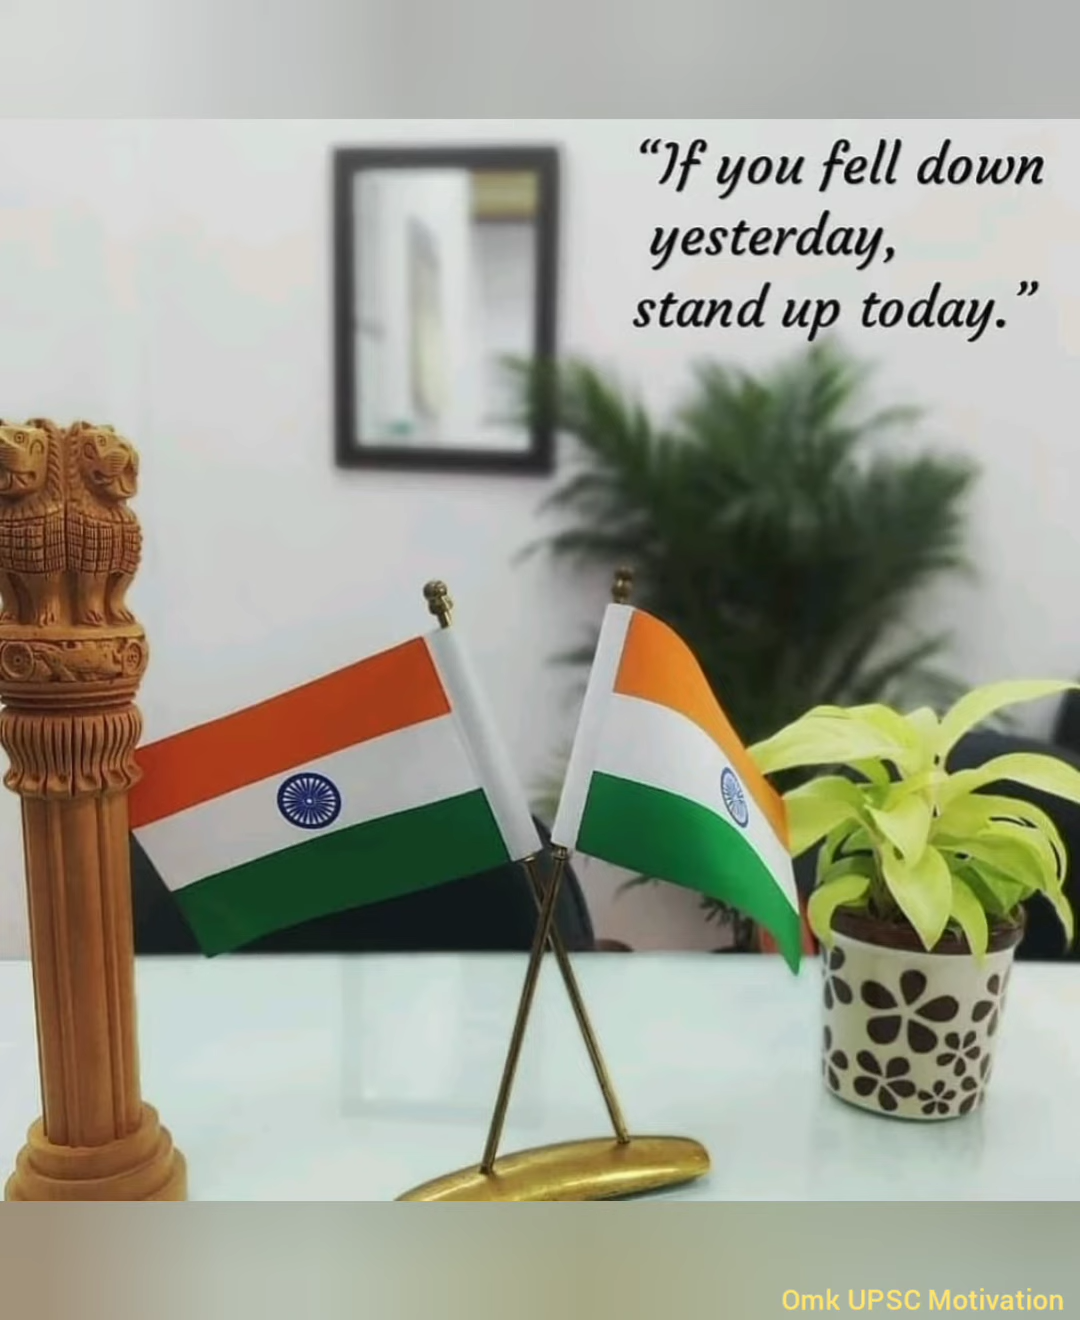 “If you fell down
yesterday,
stand up today.”
Omk UPSC Motivation